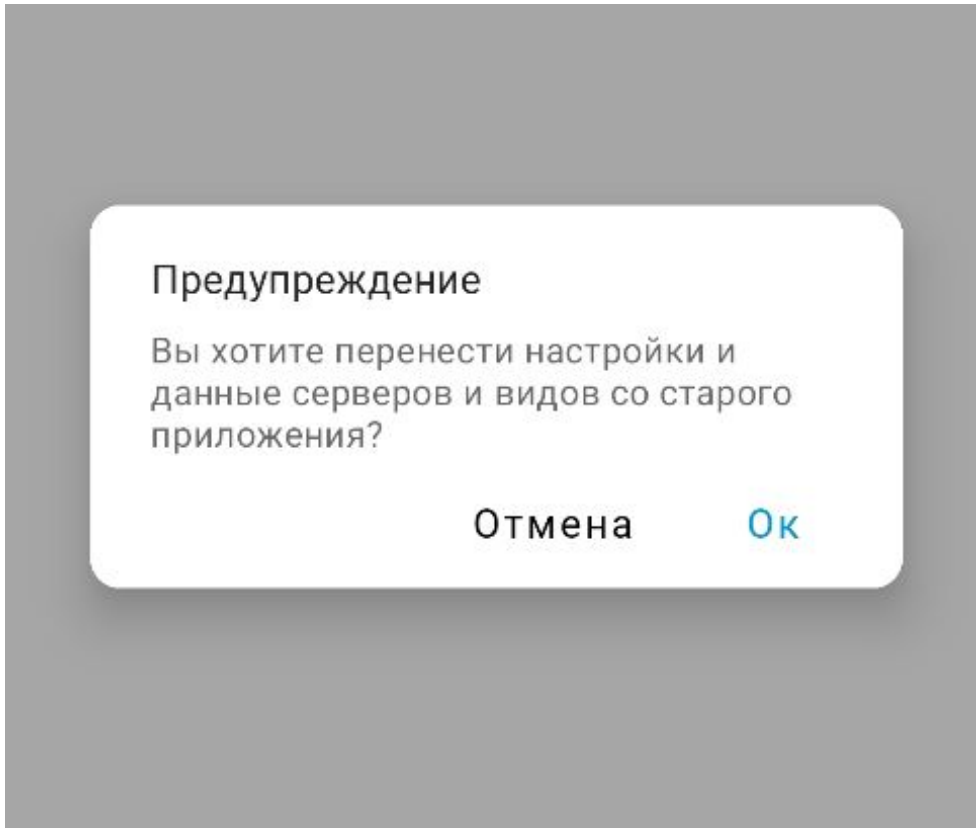 Предупреждение
Вы хотите перенести настройки и
данные серверов и видов со старого
приложения?
Отмена Ок